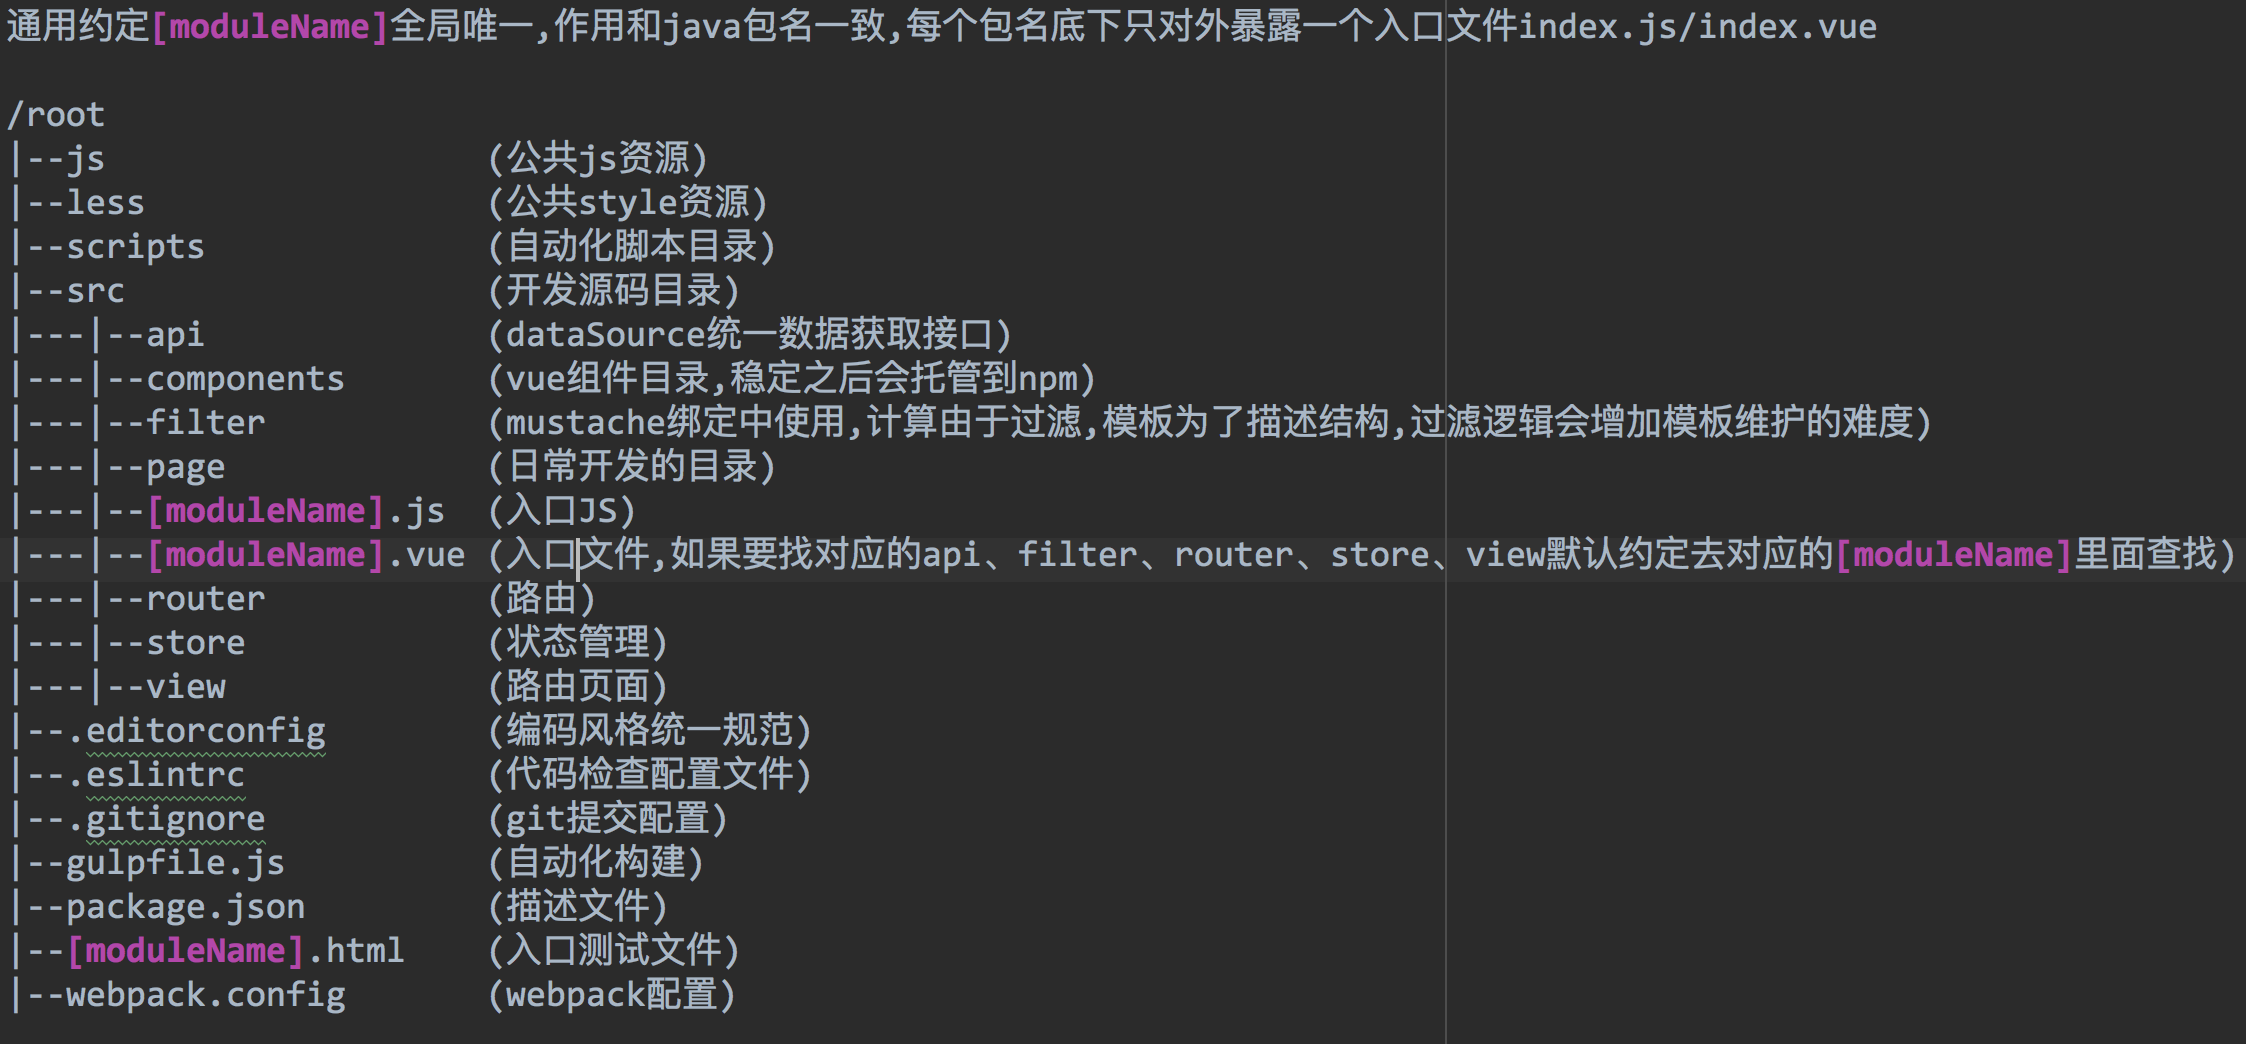 通用约定[moduleName]全局唯一,作用和java包名一致,每个包名底下只对外暴露一个入口文件index.js/index.vue
/root
|--js (公共js资源)
|--less (公共style资源)
|--scripts (自动化脚本目录)
|--src (开发源码目录)
|---|--api (dataSource统一数据获取接口)
|---|--components (vue组件目录,稳定之后会托管到npm)
|---|--filter (mustache绑定中使用,计算由于过滤,模板为了描述结构,过滤逻辑会增加模板维护的难度)
|---|--page (日常开发的目录)
|---|--[moduleName].js (入口JS)
|---|--[moduleName].vue (入口文件,如果要找对应的api、filter、router、store、view默认约定去对应的[moduleName]里面查找)
|---|--router (路由)
|---|--store (状态管理)
|---|--view (路由页面)
|--.editorconfig (编码风格统一规范)
|--.eslintrc (代码检查配置文件)
|--.gitignore (git提交配置)
|--gulpfile.js (自动化构建)
|--package.json (描述文件)
|--[moduleName].html (入口测试文件)
|--webpack.config (webpack配置)